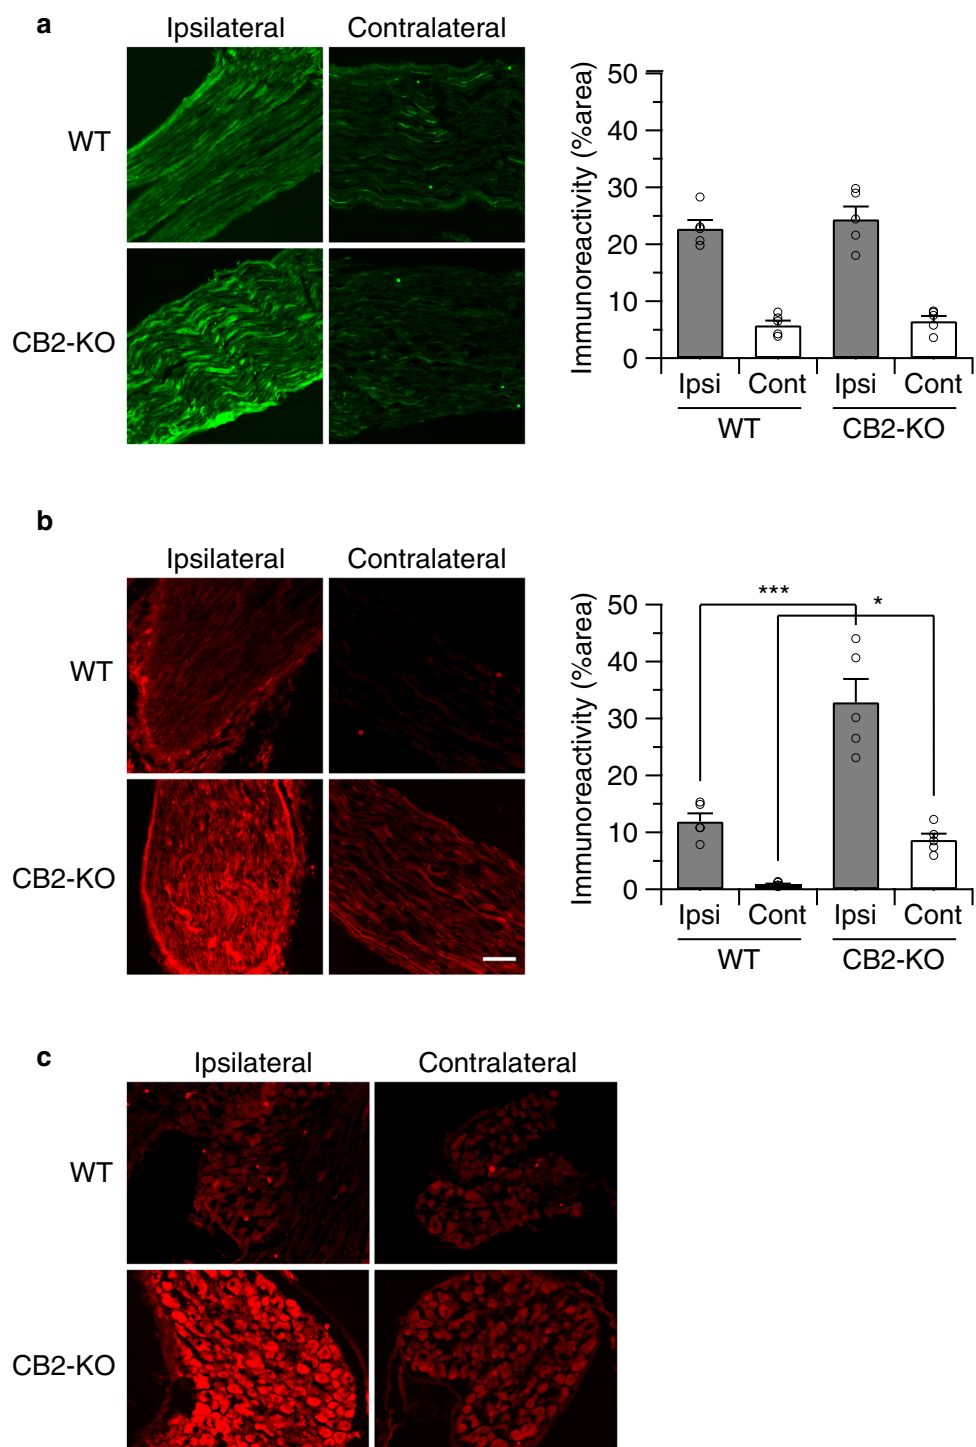 a
Ipsilateral Contralateral
WT
CB2-KO
Immunoreactivity (%area)
50
40
30
20
10
0
Ipsi Cont Ipsi Cont
WT CB2-KO
b
Ipsilateral Contralateral
WT
CB2-KO
Immunoreactivity (%area)
*** *
50
40
30
20
10
0
Ipsi Cont Ipsi Cont
WT CB2-KO
c
Ipsilateral Contralateral
WT
CB2-KO